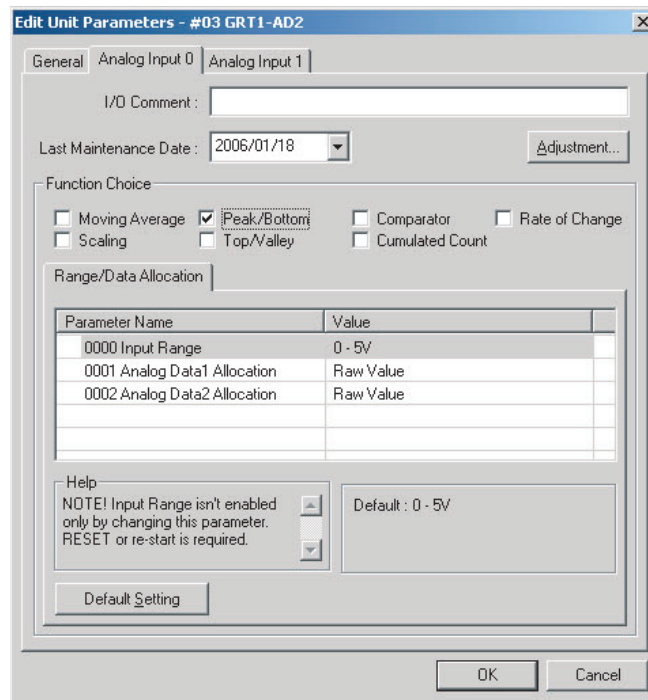 Edit Unit Parameters - #03 GRT1-AD2
General Analog Input 0 Analog Input 1
I/O Comment :
Last Maintenance Date : 2006/01/18 Adjustment...
Function Choice
Moving Average Peak/Bottom Comparator Rate of Change
Scaling Top/Valley Cumulated Count
Range/Data Allocation
Parameter Name Value
0000 Input Range 0 - 5V
0001 Analog Data1 Allocation Raw Value
0002 Analog Data2 Allocation Raw Value
Help
NOTE! Input Range isn't enabled
only by changing this parameter.
RESET or re-start is required.
Default : 0 - 5V
Default Setting
OK Cancel